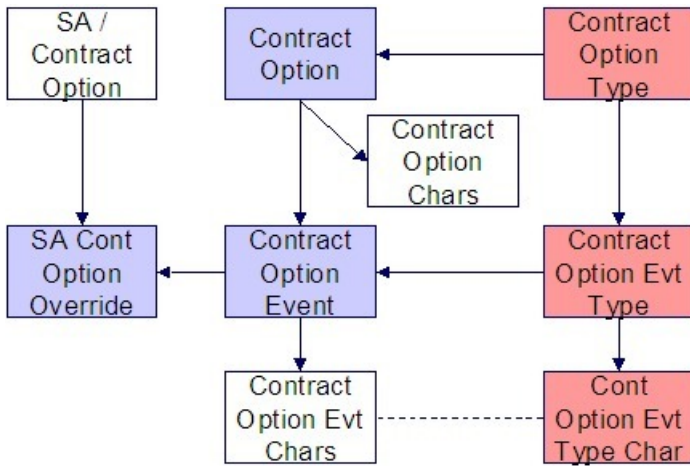 SA /
Contract
Option
Contract
Option
Contract
Option
Type
Contract
Option
Chars
SA Cont
Option
Override
Contract
Option
Event
Contract
Option Evt
Type
Contract
Option Evt
Chars
Cont
Option Evt
Type Char